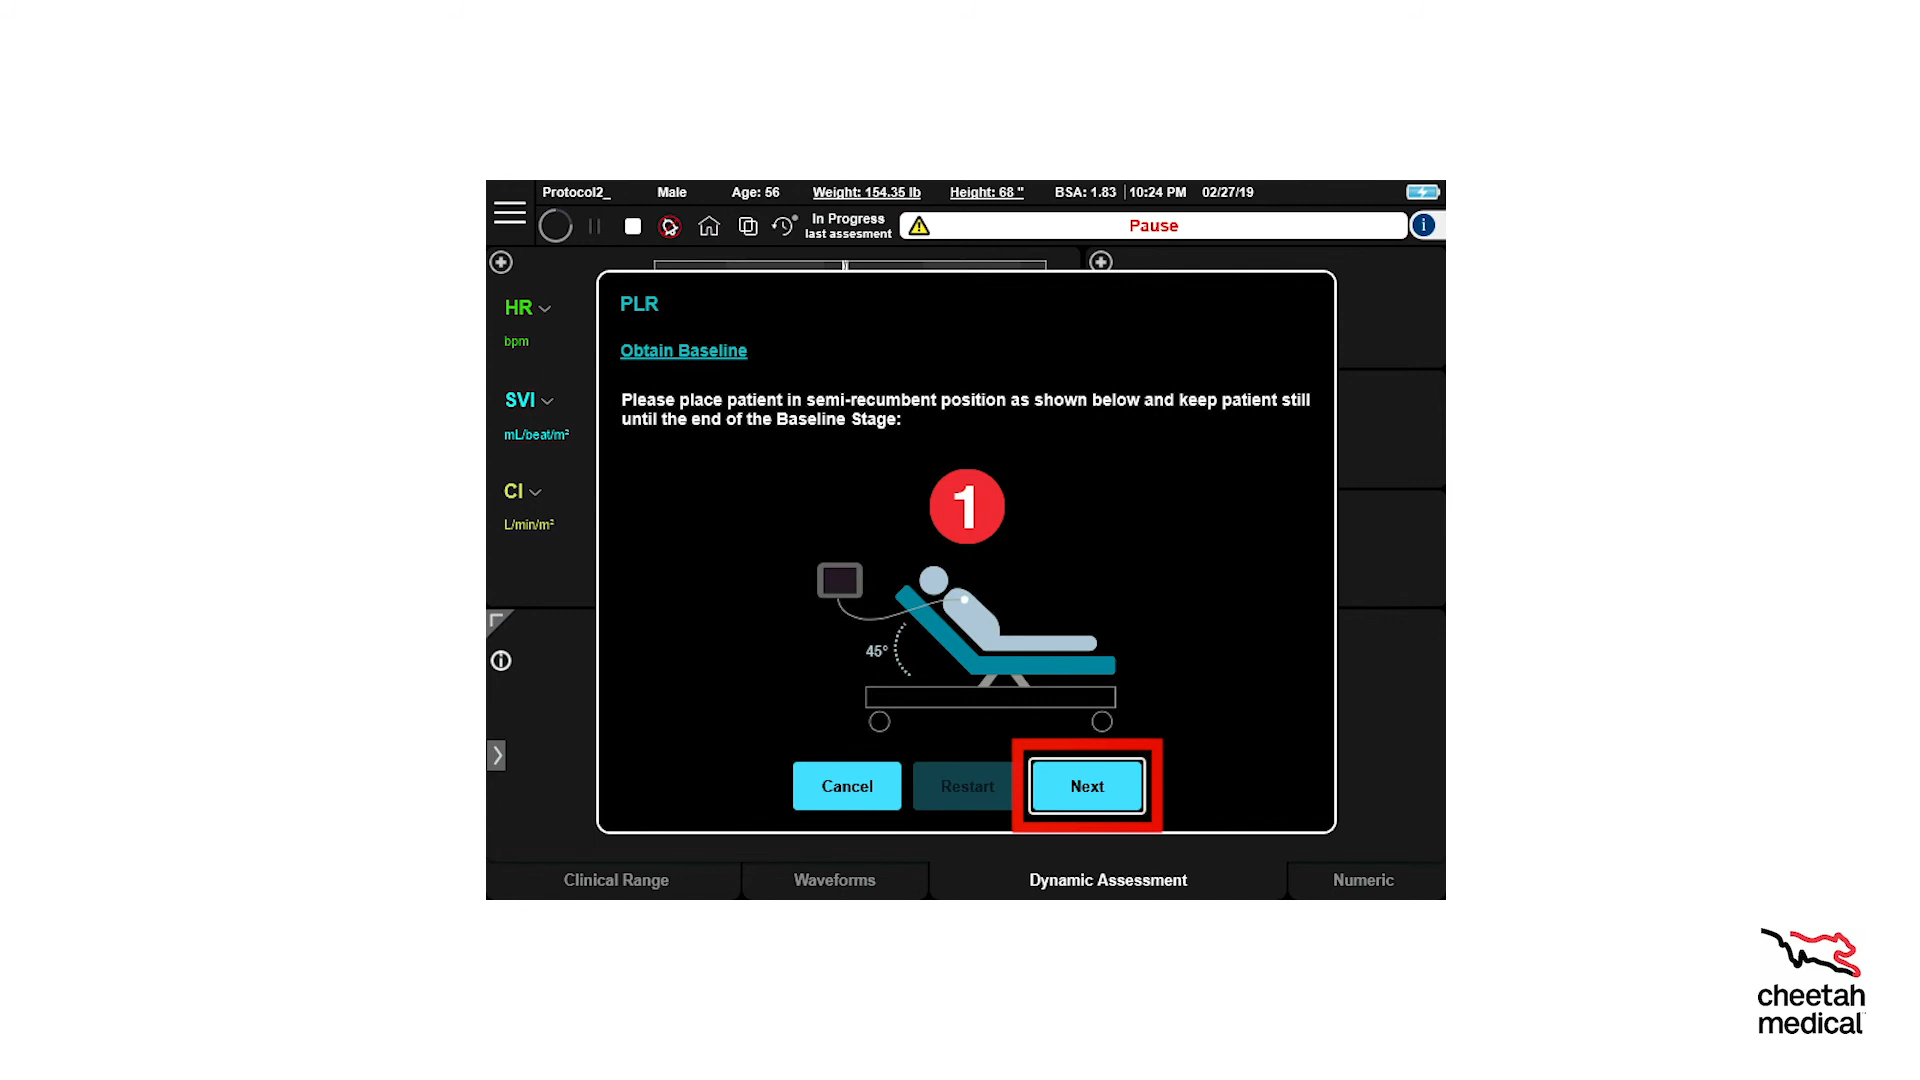 Protocol2_ Male Age: 56 Weight: 154.35 lb Height: 68 " BSA: 1.83 10:24 PM 02/27/19
In Progress
last assesment
Pause
i
HR
bpm
SVI
mL/beat/m²
CI
L/min/m²
PLR
Obtain Baseline
Please place patient in semi-recumbent position as shown below and keep patient still
until the end of the Baseline Stage:
1
45°
Cancel Restart Next
Clinical Range Waveforms Dynamic Assessment Numeric
cheetah
medical